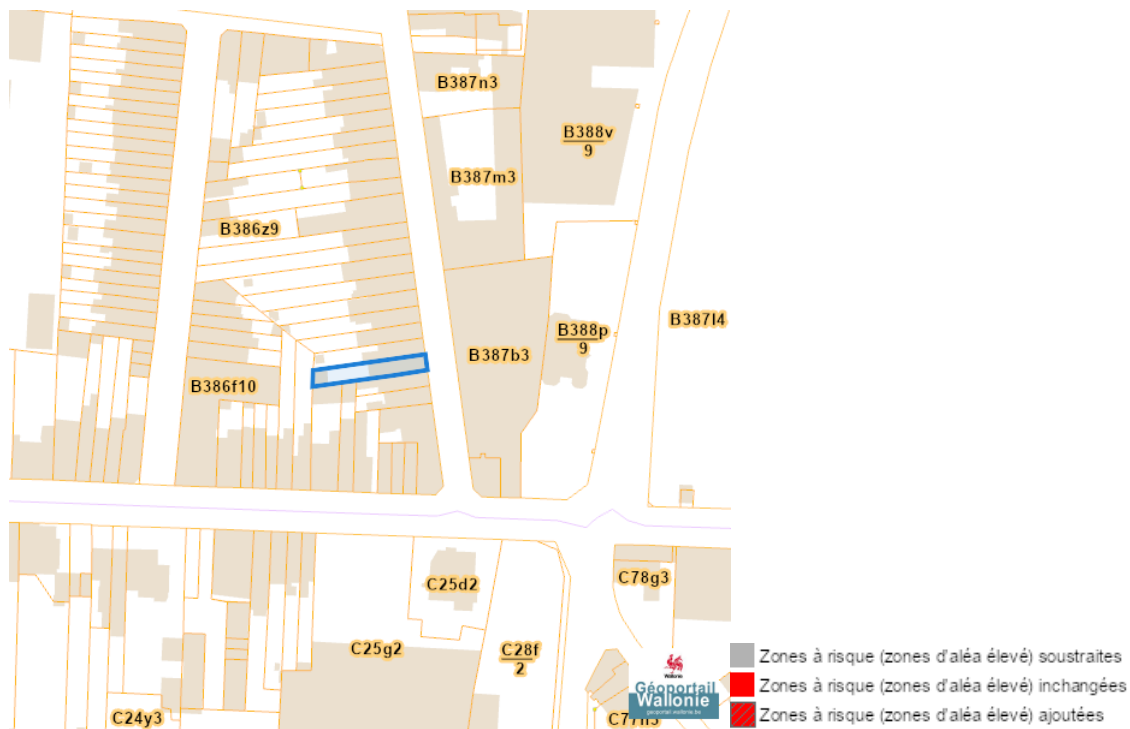 B387n3
B388v
9
B387m3
B386z9
B387l4
B388p
9
B387b3
B386f10
C78g3
C25d2
C25g2
C28f
2
Wallonie
Géoportail
Wallonie
geoportail.wallonie.be
C24y3
Zones à risque (zones d'aléa élevé) soustraites
Zones à risque (zones d'aléa élevé) inchangées
Zones à risque (zones d'aléa élevé) ajoutées